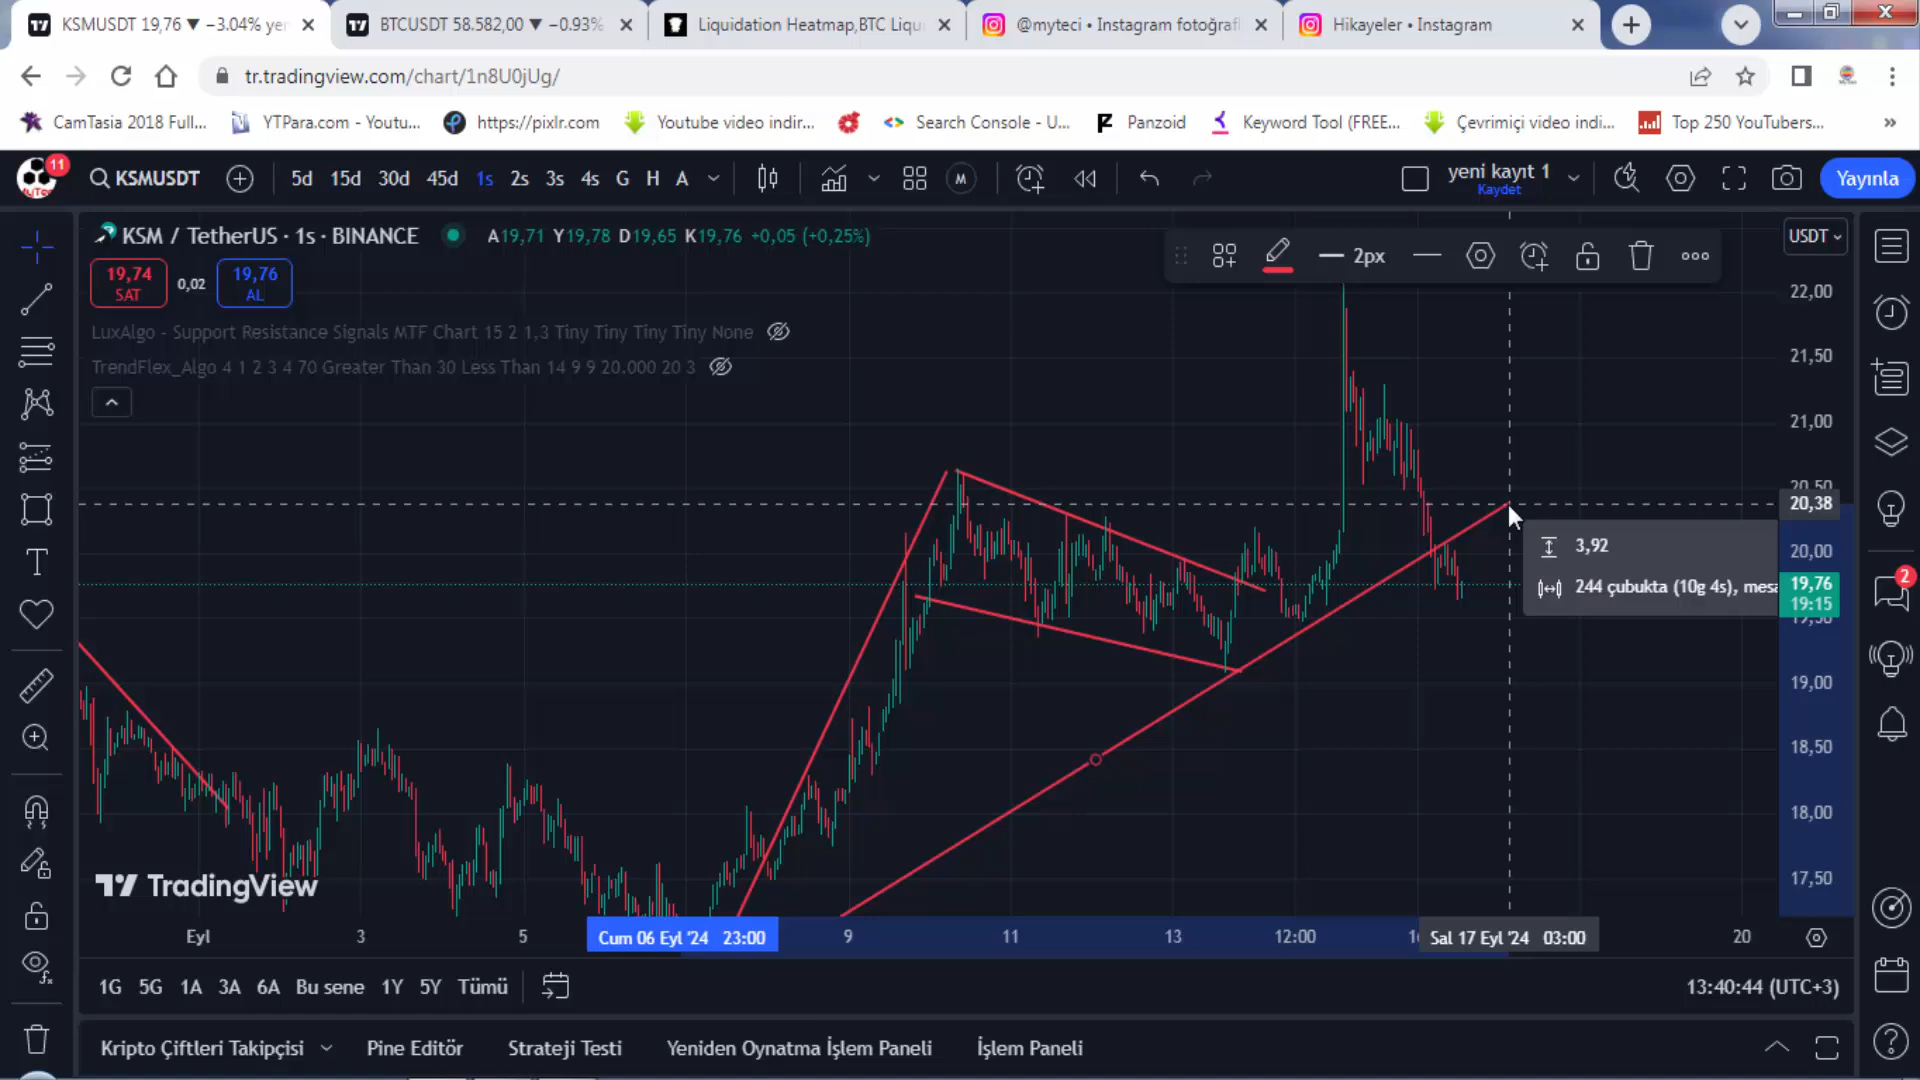 KSMUSDT 19,76 ▼ −3.04% yer
BTCUSDT 58.582,00 ▼ −0.93%
Liquidation Heatmap,BTC Liqu
@myteci • Instagram fotoğrafl
Hikayeler • Instagram
tr.tradingview.com/chart/1n8U0jUg/
CamTasia 2018 Full...
YTPara.com - Youtu...
https://pixlr.com
Youtube video indir...
Search Console - U...
Panzoid
Keyword Tool (FREE...
Çevrimiçi video indi...
Top 250 YouTubers...
»
11
KSMUSDT
5d 15d 30d 45d 1s 2s 3s 4s G H A
M
yeni kayıt 1
Kaydet
Yayınla
KSM / TetherUS · 1s · BINANCE
A19,71 Y19,78 D19,65 K19,76 +0,05 (+0,25%)
19,74
SAT
0,02
19,76
AL
LuxAlgo - Support Resistance Signals MTF Chart 15 2 1,3 Tiny Tiny Tiny Tiny None
TrendFlex_Algo 4 1 2 3 4 70 Greater Than 30 Less Than 14 9 9 20.000 20 3
2px
USDT
22,00
21,50
21,00
20,50
20,38
20,00
19,76
19:15
19,50
19,00
18,50
18,00
17,50
3,92
244 çubukta (10g 4s), mesa
2
TradingView
Eyl 3 5
Cum 06 Eyl '24 23:00
9 11 13 12:00
Sal 17 Eyl '24 03:00
20
1G 5G 1A 3A 6A Bu sene 1Y 5Y Tümü
13:40:44 (UTC+3)
Kripto Çiftleri Takipçisi
Pine Editör
Strateji Testi
Yeniden Oynatma İşlem Paneli
İşlem Paneli